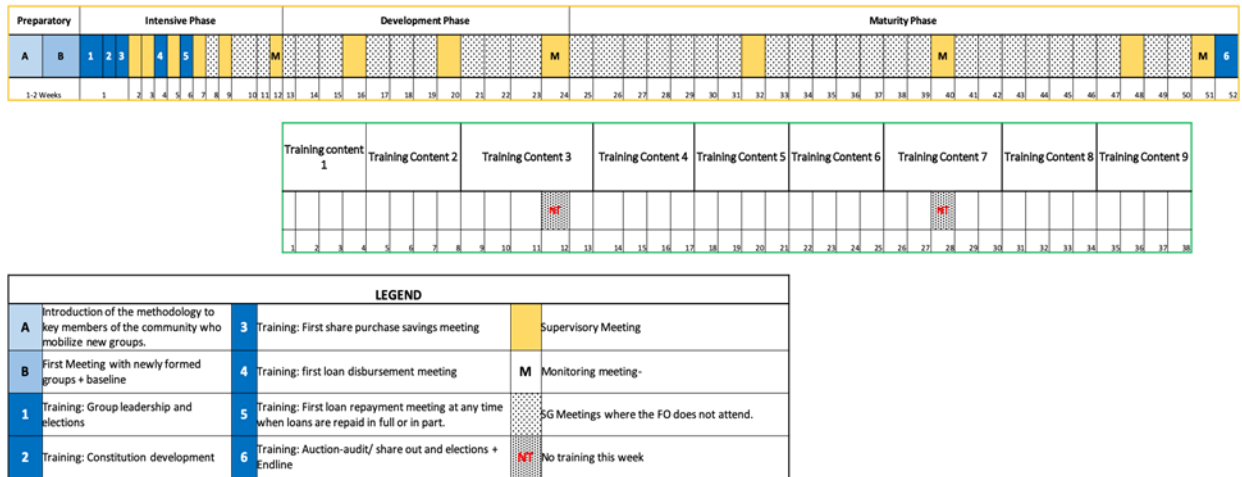 Preparatory Intensive Phase Development Phase Maturity Phase
A B 1 2 3 4 5 M M M M 6
1-2 Weeks 1 2 3 4 5 6 7 8 9 10 11 12 13 14 15 16 17 18 19 20 21 22 23 24 25 26 27 28 29 30 31 32 33 34 35 36 37 38 39 40 41 42 43 44 45 46 47 48 49 50 51 52
Training content 1 Training Content 2 Training Content 3 Training Content 4 Training Content 5 Training Content 6 Training Content 7 Training Content 8 Training Content 9
NT NT
1 2 3 4 5 6 7 8 9 10 11 12 13 14 15 16 17 18 19 20 21 22 23 24 25 26 27 28 29 30 31 32 33 34 35 36 37 38
LEGEND
A Introduction of the methodology to key members of the community who mobilize new groups. 3 Training: First share purchase savings meeting Supervisory Meeting
B First Meeting with newly formed groups + baseline 4 Training: first loan disbursement meeting M Monitoring meeting-
1 Training: Group leadership and elections 5 Training: First loan repayment meeting at any time when loans are repaid in full or in part. SG Meetings where the FO does not attend.
2 Training: Constitution development 6 Training: Auction-audit/ share out and elections + Endline NT No training this week